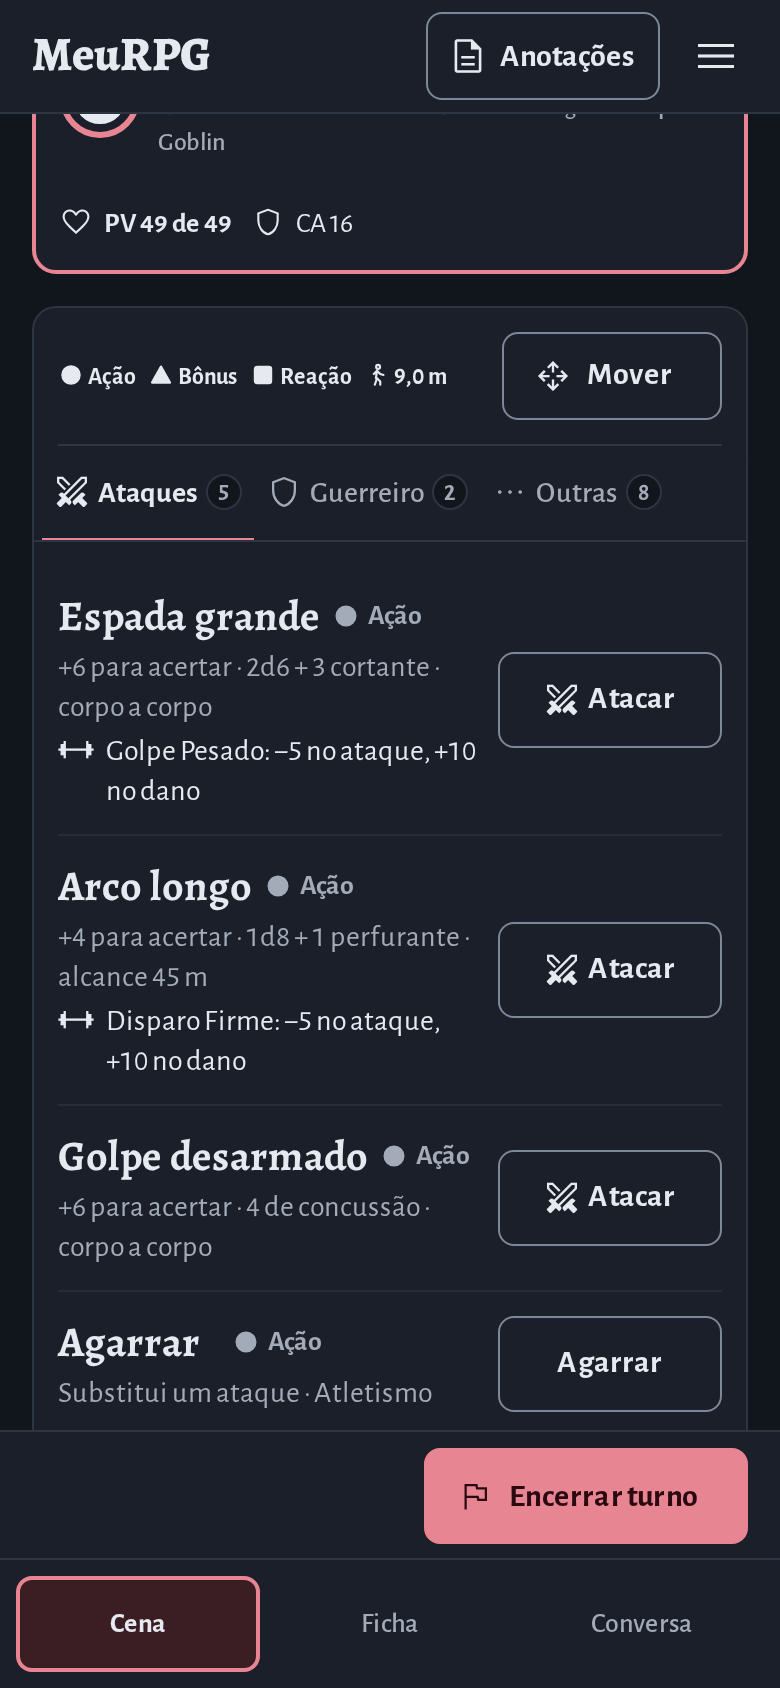 MeuRPG
Anotações
Goblin
PV 49 de 49 CA 16
Ação Bônus Reação 9,0 m Mover
Ataques 5 Guerreiro 2 Outras 8
Espada grande Ação
+6 para acertar · 2d6 + 3 cortante ·
corpo a corpo
Atacar
Golpe Pesado: −5 no ataque, +10
no dano
Arco longo Ação
+4 para acertar · 1d8 + 1 perfurante ·
alcance 45 m
Atacar
Disparo Firme: −5 no ataque,
+10 no dano
Golpe desarmado Ação
+6 para acertar · 4 de concussão ·
corpo a corpo
Atacar
Agarrar Ação
Substitui um ataque · Atletismo
Agarrar
Encerrar turno
Cena Ficha Conversa